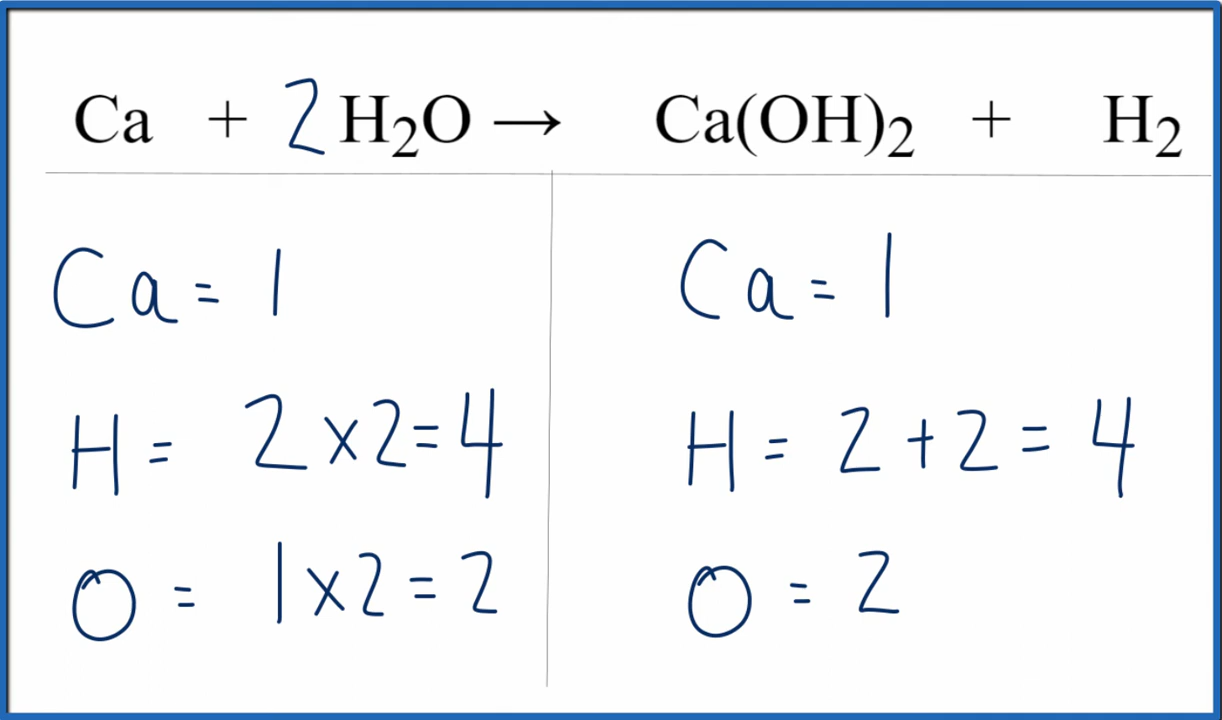 Ca + 2 H₂O → Ca(OH)₂ + H₂
Ca = 1
H = 2 x 2 = 4
O = 1 x 2 = 2
Ca = 1
H = 2 + 2 = 4
O = 2